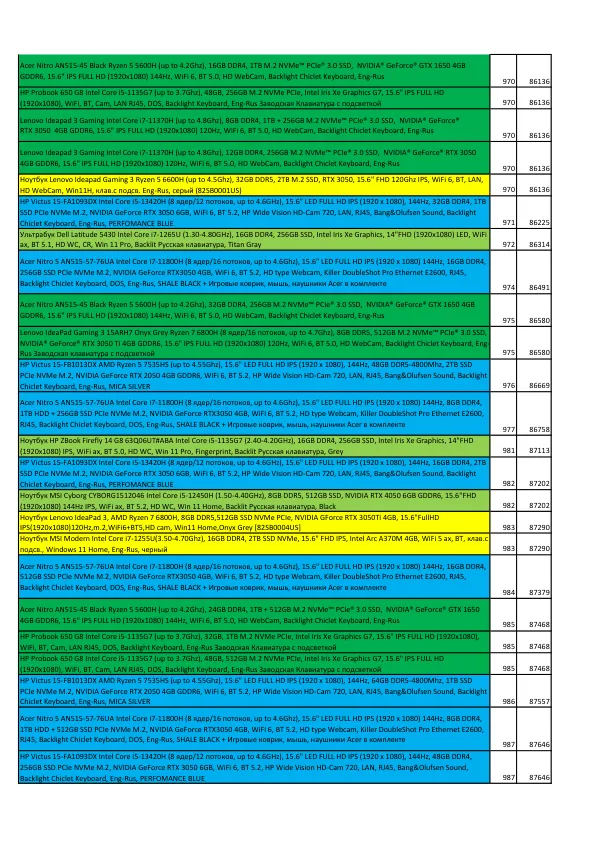 Acer Nitro AN515-45 Black Ryzen 5 5600H (up to 4.2Ghz), 16GB DDR4, 1TB M.2 NVMe™ PCIe® 3.0 SSD, NVIDIA® GeForce® GTX 1650 4GB
GDDR6, 15.6" IPS FULL HD (1920x1080) 144Hz, WiFi 6, BT 5.0, HD WebCam, Backlight Chiclet Keyboard, Eng-Rus 970 86136
HP Probook 650 G8 Intel Core i5-1135G7 (up to 3.7Ghz), 48GB, 256GB M.2 NVMe PCIe, Intel Iris Xe Graphics G7, 15.6" IPS FULL HD
(1920x1080), WiFi, BT, Cam, LAN RJ45, DOS, Backlight Keyboard, Eng-Rus Заводская Клавиатура с подсветкой 970 86136
Lenovo Ideapad 3 Gaming Intel Core i7-11370H (up to 4.8Ghz), 8GB DDR4, 1TB + 256GB M.2 NVMe™ PCIe® 3.0 SSD, NVIDIA® GeForce®
RTX 3050 4GB GDDR6, 15.6" IPS FULL HD (1920x1080) 120Hz, WiFi 6, BT 5.0, HD WebCam, Backlight Chiclet Keyboard, Eng-Rus 970 86136
Lenovo Ideapad 3 Gaming Intel Core i7-11370H (up to 4.8Ghz), 12GB DDR4, 256GB M.2 NVMe™ PCIe® 3.0 SSD, NVIDIA® GeForce® RTX 3050
4GB GDDR6, 15.6" IPS FULL HD (1920x1080) 120Hz, WiFi 6, BT 5.0, HD WebCam, Backlight Chiclet Keyboard, Eng-Rus 970 86136
Ноутбук Lenovo Ideapad Gaming 3 Ryzen 5 6600H (up to 4.5Ghz), 32GB DDR5, 2TB M.2 SSD, RTX 3050, 15.6" FHD 120Ghz IPS, WiFi 6, BT, LAN,
HD WebCam, Win11H, клав.с подсв. Eng-Rus, серый (82SB0001US) 970 86136
HP Victus 15-FA1093DX Intel Core i5-13420H (8 ядер/12 потоков, up to 4.6Ghz), 15.6" LED FULL HD IPS (1920 x 1080), 144Hz, 32GB DDR4, 1TB
SSD PCIe NVMe M.2, NVIDIA GeForce RTX 3050 6GB, WiFi 6, BT 5.2, HP Wide Vision HD-Cam 720, LAN, RJ45, Bang&Olufsen Sound,
Backlight Chiclet Keyboard, Eng-Rus, PERFOMANCE BLUE 971 86225
Ультрабук Dell Latitude 5430 Intel Core i7-1265U (1.30-4.80GHz), 16GB DDR4, 256GB SSD, Intel Iris Xe Graphics, 14"FHD (1920x1080) LED, WiFi
ax, BT 5.1, HD WC, CR, Win 11 Pro, Backlit Русская клавиатура, Titan Gray 972 86314
Acer Nitro 5 AN515-57-76UA Intel Core i7-11800H (8 ядер/16 потоков, up to 4.6Ghz), 15.6" LED FULL HD IPS (1920 x 1080) 144Hz, 16GB DDR4,
256GB SSD PCIe NVMe M.2, NVIDIA GeForce RTX3050 4GB, WiFi 6, BT 5.2, HD type Webcam, Killer DoubleShot Pro Ethernet E2600, RJ45,
Backlight Chiclet Keyboard, DOS, Eng-Rus, SHALE BLACK + Игровые коврик, мышь, наушники Acer в комплекте 974 86491
Acer Nitro AN515-45 Black Ryzen 5 5600H (up to 4.2Ghz), 32GB DDR4, 256GB M.2 NVMe™ PCIe® 3.0 SSD, NVIDIA® GeForce® GTX 1650 4GB
GDDR6, 15.6" IPS FULL HD (1920x1080) 144Hz, WiFi 6, BT 5.0, HD WebCam, Backlight Chiclet Keyboard, Eng-Rus 975 86580
Lenovo IdeaPad Gaming 3 15ARH7 Onyx Grey Ryzen 7 6800H (8 ядер/16 потоков, up to 4.7Ghz), 8GB DDR5, 512GB M.2 NVMe PCIe 3.0 SSD,
NVIDIA® GeForce® RTX 3050 Ti 4GB GDDR6, 15.6" IPS FULL HD (1920x1080) 120Hz, WiFi 6, BT 5.2, HD WebCam, Backlight Chiclet Keyboard, Eng-
Rus Заводская клавиатура с подсветкой 975 86580
HP Victus 15-FB1013DX AMD Ryzen 5 7535HS (up to 4.55Ghz), 15.6" LED FULL HD IPS (1920 x 1080), 144Hz, 48GB DDR5-4800Mhz, 2TB SSD
PCIe NVMe M.2, NVIDIA GeForce RTX 2050 4GB GDDR6, WiFi 6, BT 5.2, HP Wide Vision HD-Cam 720, LAN, RJ45, Bang&Olufsen Sound,
Backlight Chiclet Keyboard, Eng-Rus, MICA SILVER 976 86669
Acer Nitro 5 AN515-57-76UA Intel Core i7-11800H (8 ядер/16 потоков, up to 4.6Ghz), 15.6" LED FULL HD IPS (1920 x 1080) 144Hz, 8GB DDR4,
1TB HDD + 256GB SSD PCIe NVMe M.2, NVIDIA GeForce RTX3050 4GB, WiFi 6, BT 5.2, HD type Webcam, Killer DoubleShot Pro Ethernet E2600,
RJ45, Backlight Chiclet Keyboard, DOS, Eng-Rus, SHALE BLACK + Игровые коврик, мышь, наушники Acer в комплекте 977 86758
Ноутбук HP ZBook Firefly 14 G8 63Q06UT#ABA Intel Core i5-1135G7 (2.40-4.20GHz), 16GB DDR4, 256GB SSD, Intel Iris Xe Graphics, 14"FHD
(1920x1080) IPS, WiFi ax, BT 5.0, HD WC, Win 11 Pro, Fingerprint, Backlit Русская клавиатура, Grey 981 87113
HP Victus 15-FA1093DX Intel Core i5-13420H (8 ядер/12 потоков, up to 4.6Ghz), 15.6" LED FULL HD IPS (1920 x 1080), 144Hz, 16GB DDR4, 2TB
SSD PCIe NVMe M.2, NVIDIA GeForce RTX 3050 6GB, WiFi 6, BT 5.2, HP Wide Vision HD-Cam 720, LAN, RJ45, Bang&Olufsen Sound,
Backlight Chiclet Keyboard, Eng-Rus, PERFOMANCE BLUE 982 87202
Ноутбук MSI Cyborg CYBORG1512046 Intel Core i5-12450H (1.50-4.40GHz), 8GB DDR5, 512GB SSD, NVIDIA RTX 4050 6GB GDDR6, 15.6"FHD
(1920x1080) 144Hz IPS, WiFi ax, BT 5.2, HD WC, Win 11 Home, Backlit Русская клавиатура, Black 982 87202
Ноутбук Lenovo IdeaPad 3, AMD Ryzen 7 6800H, 8GB DDR5,512GB SSD NVMe PCIe, NVIDIA GForce RTX 3050Ti 4GB, 15.6"FullHD
IPS(1920x1080)120Hz,m.2,WiFi6+BT5,HD cam, Win11 Home,Onyx Grey [82SB0004US] 983 87290
Ноутбук MSI Modern Intel Core i7-1255U(3.50-4.70Ghz), 16GB DDR4, 2TB SSD NVMe, 15.6" FHD IPS, Intel Arc A370M 4GB, WiFi 5 ax, BT, клав.с
подсв., Windows 11 Home, Eng-Rus, черный 983 87290
Acer Nitro 5 AN515-57-76UA Intel Core i7-11800H (8 ядер/16 потоков, up to 4.6Ghz), 15.6" LED FULL HD IPS (1920 x 1080) 144Hz, 16GB DDR4,
512GB SSD PCIe NVMe M.2, NVIDIA GeForce RTX3050 4GB, WiFi 6, BT 5.2, HD type Webcam, Killer DoubleShot Pro Ethernet E2600, RJ45,
Backlight Chiclet Keyboard, DOS, Eng-Rus, SHALE BLACK + Игровые коврик, мышь, наушники Acer в комплекте 984 87379
Acer Nitro AN515-45 Black Ryzen 5 5600H (up to 4.2Ghz), 24GB DDR4, 1TB + 512GB M.2 NVMe™ PCIe® 3.0 SSD, NVIDIA® GeForce® GTX 1650
4GB GDDR6, 15.6" IPS FULL HD (1920x1080) 144Hz, WiFi 6, BT 5.0, HD WebCam, Backlight Chiclet Keyboard, Eng-Rus 985 87468
HP Probook 650 G8 Intel Core i5-1135G7 (up to 3.7Ghz), 32GB, 1TB M.2 NVMe PCIe, Intel Iris Xe Graphics G7, 15.6" IPS FULL HD (1920x1080),
WiFi, BT, Cam, LAN RJ45, DOS, Backlight Keyboard, Eng-Rus Заводская Клавиатура с подсветкой 985 87468
HP Probook 650 G8 Intel Core i5-1135G7 (up to 3.7Ghz), 48GB, 512GB M.2 NVMe PCIe, Intel Iris Xe Graphics G7, 15.6" IPS FULL HD
(1920x1080), WiFi, BT, Cam, LAN RJ45, DOS, Backlight Keyboard, Eng-Rus Заводская Клавиатура с подсветкой 985 87468
HP Victus 15-FB1013DX AMD Ryzen 5 7535HS (up to 4.55Ghz), 15.6" LED FULL HD IPS (1920 x 1080), 144Hz, 64GB DDR5-4800Mhz, 1TB SSD
PCIe NVMe M.2, NVIDIA GeForce RTX 2050 4GB GDDR6, WiFi 6, BT 5.2, HP Wide Vision HD-Cam 720, LAN, RJ45, Bang&Olufsen Sound,
Backlight Chiclet Keyboard, Eng-Rus, MICA SILVER 986 87557
Acer Nitro 5 AN515-57-76UA Intel Core i7-11800H (8 ядер/16 потоков, up to 4.6Ghz), 15.6" LED FULL HD IPS (1920 x 1080) 144Hz, 8GB DDR4,
1TB HDD + 512GB SSD PCIe NVMe M.2, NVIDIA GeForce RTX3050 4GB, WiFi 6, BT 5.2, HD type Webcam, Killer DoubleShot Pro Ethernet E2600,
RJ45, Backlight Chiclet Keyboard, DOS, Eng-Rus, SHALE BLACK + Игровые коврик, мышь, наушники Acer в комплекте 987 87646
HP Victus 15-FA1093DX Intel Core i5-13420H (8 ядер/12 потоков, up to 4.6Ghz), 15.6" LED FULL HD IPS (1920 x 1080), 144Hz, 48GB DDR4,
256GB SSD PCIe NVMe M.2, NVIDIA GeForce RTX 3050 6GB, WiFi 6, BT 5.2, HP Wide Vision HD-Cam 720, LAN, RJ45, Bang&Olufsen Sound,
Backlight Chiclet Keyboard, Eng-Rus, PERFOMANCE BLUE 987 87646